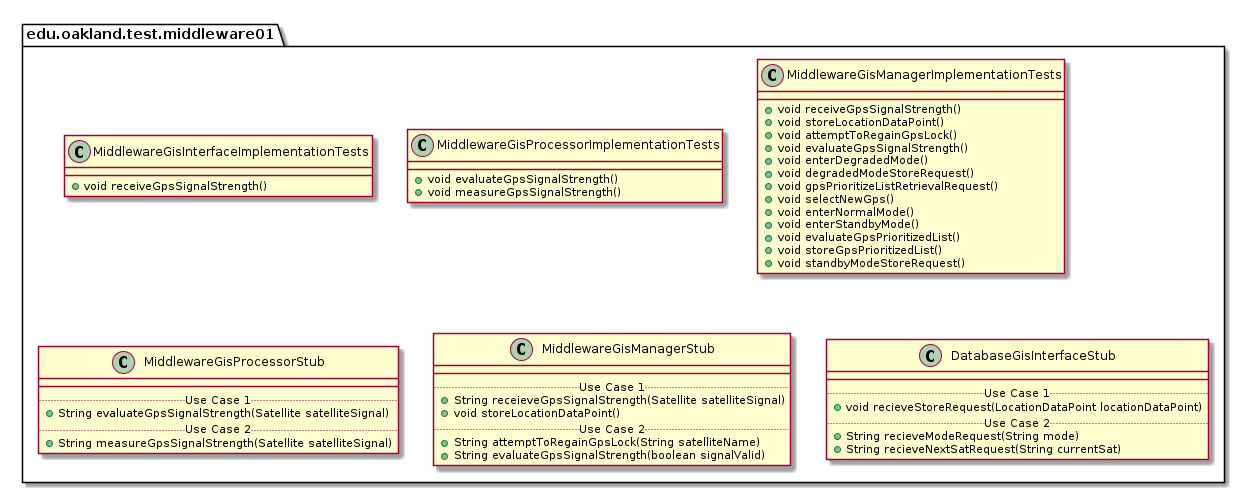 edu.oakland.test.middleware01
C MiddlewareGisInterfaceImplementationTests
void receiveGpsSignalStrength()
C MiddlewareGisProcessorImplementationTests
void evaluateGpsSignalStrength()
void measureGpsSignalStrength()
C MiddlewareGisManagerImplementationTests
void receiveGpsSignalStrength()
void storeLocationDataPoint()
void attemptToRegainGpsLock()
void evaluateGpsSignalStrength()
void enterDegradedMode()
void degradedModeStoreRequest()
void gpsPrioritizeListRetrievalRequest()
void selectNewGps()
void enterNormalMode()
void enterStandbyMode()
void evaluateGpsPrioritizedList()
void storeGpsPrioritizedList()
void standbyModeStoreRequest()
C MiddlewareGisProcessorStub
Use Case 1
String evaluateGpsSignalStrength(Satellite satelliteSignal)
Use Case 2
String measureGpsSignalStrength(Satellite satelliteSignal)
C MiddlewareGisManagerStub
Use Case 1
String receieveGpsSignalStrength(Satellite satelliteSignal)
void storeLocationDataPoint()
Use Case 2
String attemptToRegainGpsLock(String satelliteName)
String evaluateGpsSignalStrength(boolean signalValid)
C DatabaseGisInterfaceStub
Use Case 1
void recieveStoreRequest(LocationDataPoint locationDataPoint)
Use Case 2
String recieveModeRequest(String mode)
String recieveNextSatRequest(String currentSat)